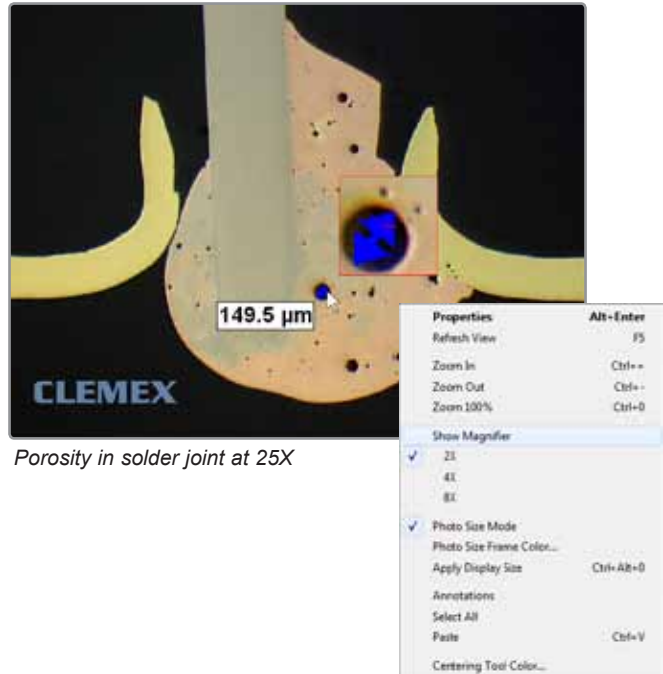 149.5 µm
CLEMEX
Porosity in solder joint at 25X
Properties Alt+Enter
Refresh View F5
Zoom In Ctrl++
Zoom Out Ctrl+-
Zoom 100% Ctrl+0
Show Magnifier
✓ 2X
4X
8X
✓ Photo Size Mode
Photo Size Frame Color...
Apply Display Size Ctrl+Alt+0
Annotations
Select All
Paste Ctrl+V
Centering Tool Color...